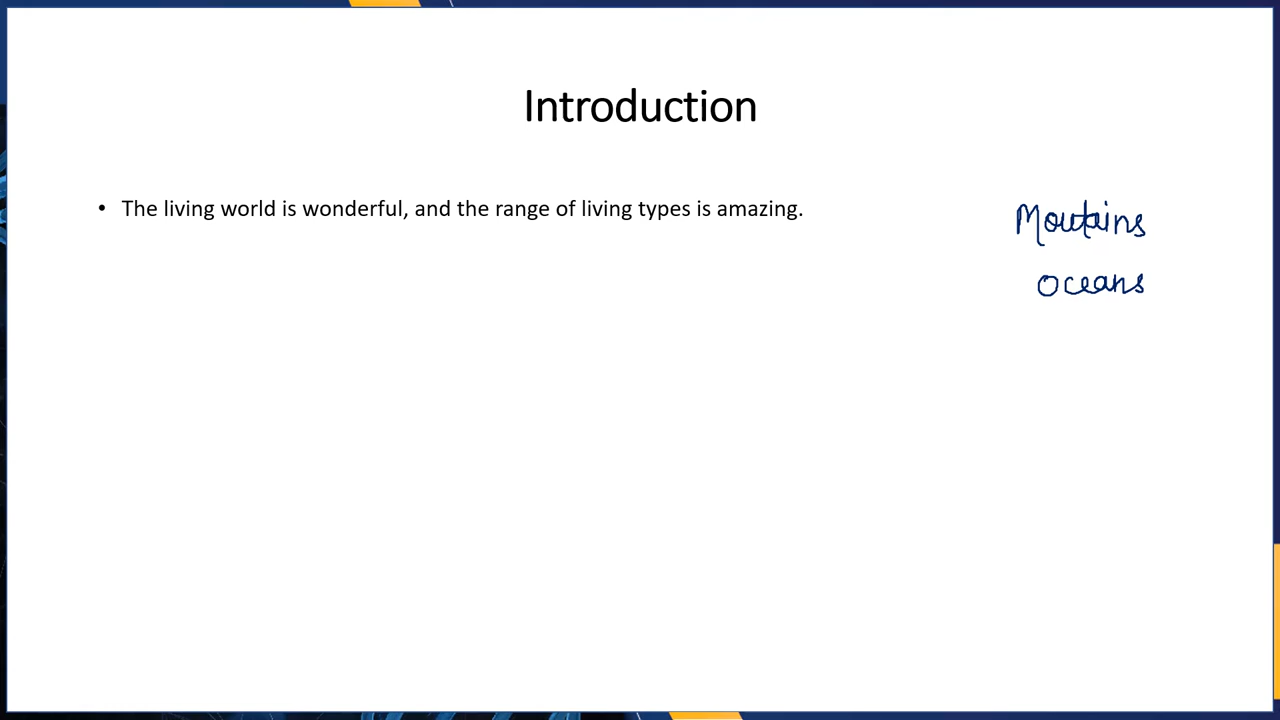 Introduction
• The living world is wonderful, and the range of living types is amazing.
Moutains
Oceans